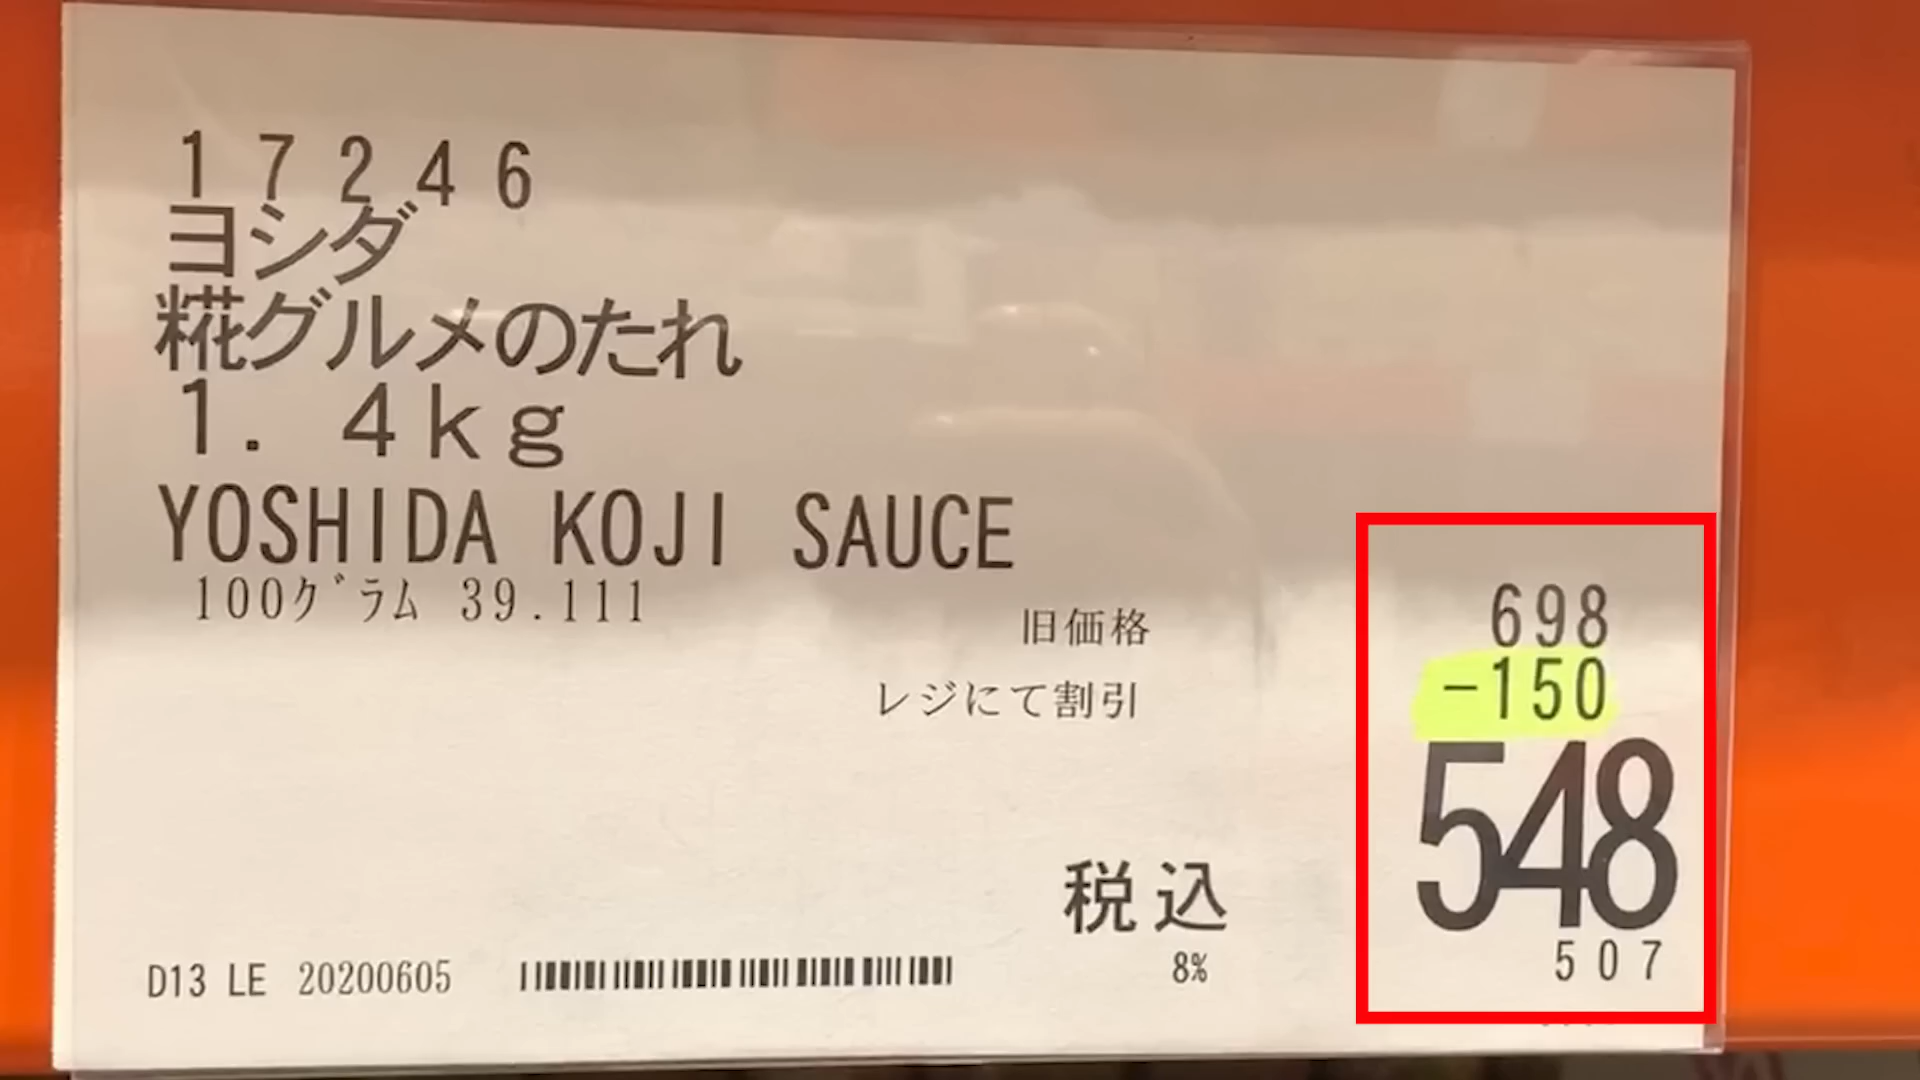 17246
ヨシダ
糀グルメのたれ
1. 4kg
YOSHIDA KOJI SAUCE
100グラム 39.111
旧価格 698
レジにて割引 -150
税込 548
8% 507
D13 LE 20200605